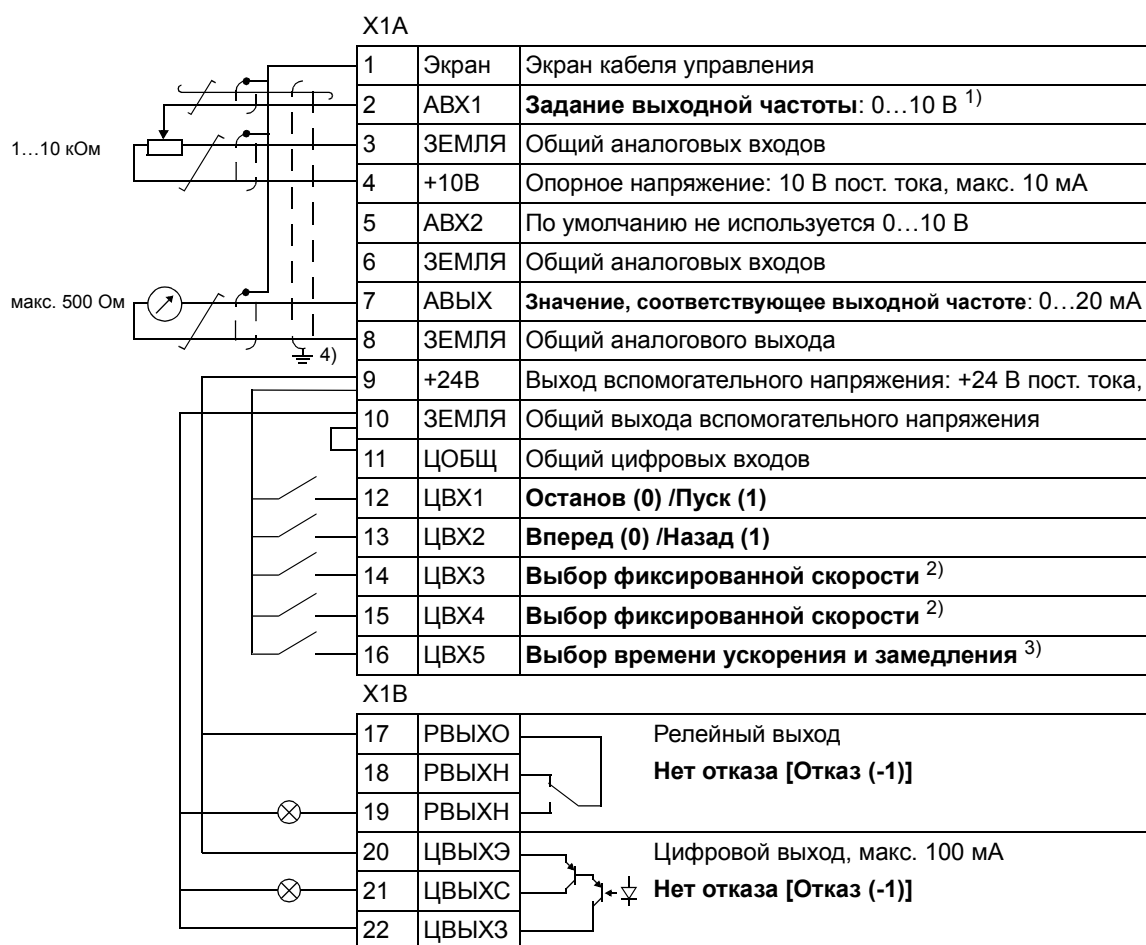 X1A
1 Экран Экран кабеля управления
2 АВХ1 Задание выходной частоты: 0…10 В 1)
1…10 кОм
3 ЗЕМЛЯ Общий аналоговых входов
4 +10В Опорное напряжение: 10 В пост. тока, макс. 10 мА
5 АВХ2 По умолчанию не используется 0…10 В
6 ЗЕМЛЯ Общий аналоговых входов
макс. 500 Ом
7 АВЫХ Значение, соответствующее выходной частоте: 0…20 мА
8 ЗЕМЛЯ Общий аналогового выхода
4)
9 +24В Выход вспомогательного напряжения: +24 В пост. тока,
10 ЗЕМЛЯ Общий выхода вспомогательного напряжения
11 ЦОБЩ Общий цифровых входов
12 ЦВХ1 Останов (0) /Пуск (1)
13 ЦВХ2 Вперед (0) /Назад (1)
14 ЦВХ3 Выбор фиксированной скорости 2)
15 ЦВХ4 Выбор фиксированной скорости 2)
16 ЦВХ5 Выбор времени ускорения и замедления 3)
X1B
17 РВЫХО Релейный выход
18 РВЫХН Нет отказа [Отказ (-1)]
19 РВЫХН
20 ЦВЫХЭ Цифровой выход, макс. 100 мА
21 ЦВЫХС Нет отказа [Отказ (-1)]
22 ЦВЫХЗ